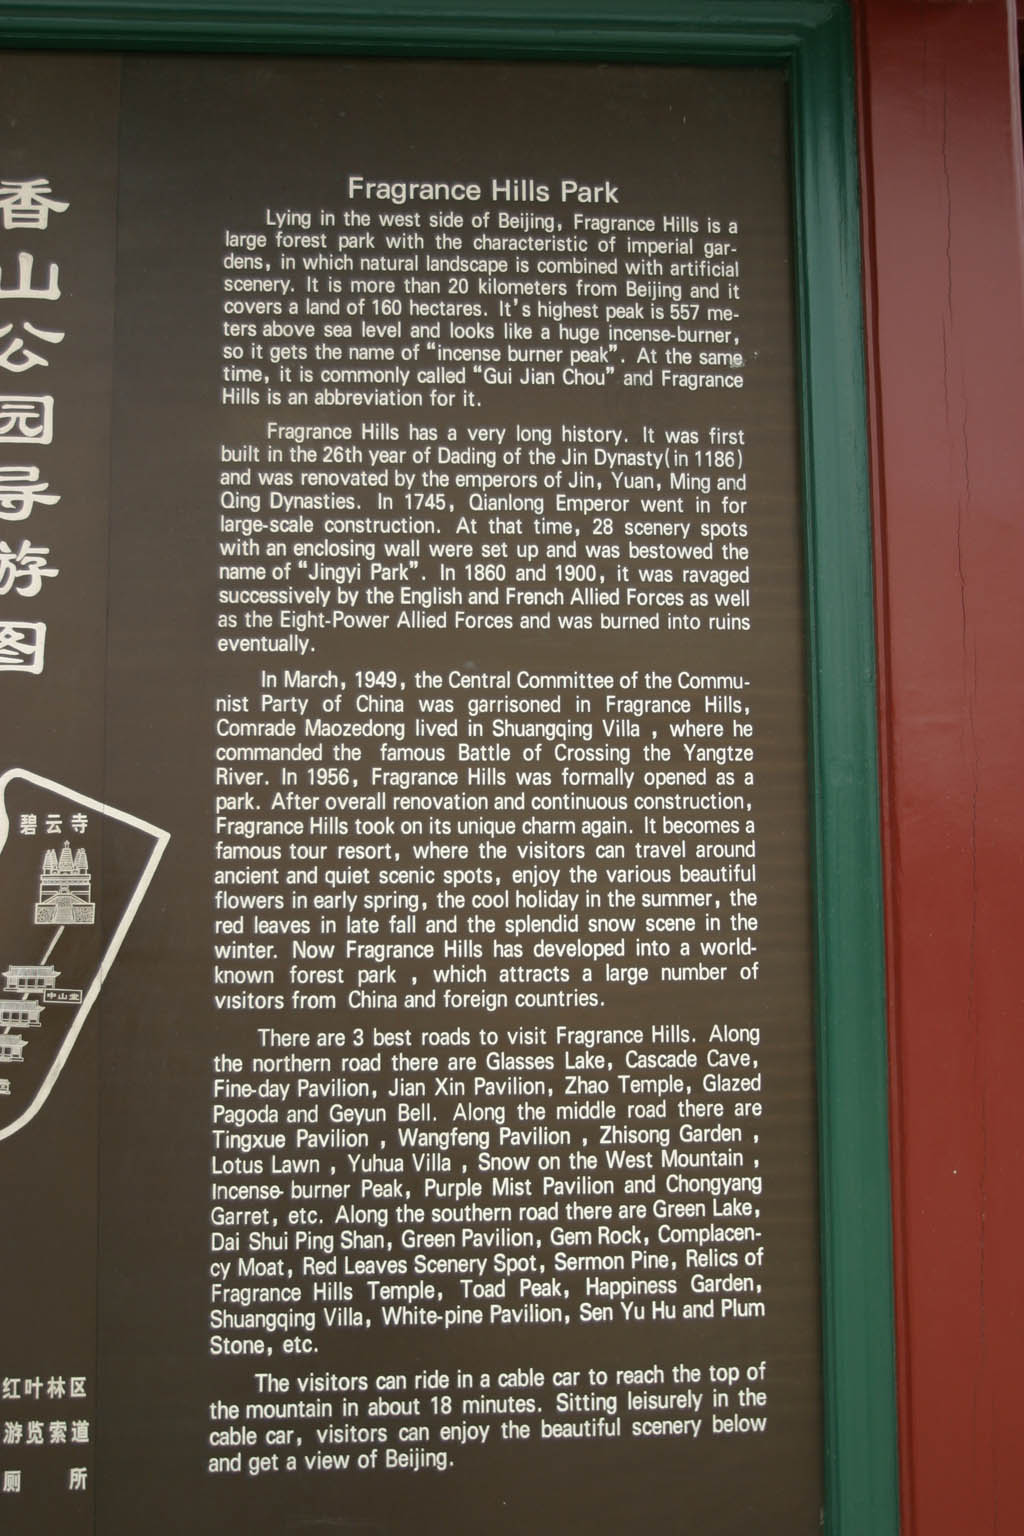 香山公园导游图
碧云寺
中山堂
红叶林区
游览索道
厕所
Fragrance Hills Park
Lying in the west side of Beijing, Fragrance Hills is a
large forest park with the characteristic of imperial gar-
dens, in which natural landscape is combined with artificial
scenery. It is more than 20 kilometers from Beijing and it
covers a land of 160 hectares. It's highest peak is 557 me-
ters above sea level and looks like a huge incense-burner,
so it gets the name of "incense burner peak". At the same
time, it is commonly called "Gui Jian Chou" and Fragrance
Hills is an abbreviation for it.
Fragrance Hills has a very long history. It was first
built in the 26th year of Dading of the Jin Dynasty(in 1186)
and was renovated by the emperors of Jin, Yuan, Ming and
Qing Dynasties. In 1745, Qianlong Emperor went in for
large-scale construction. At that time, 28 scenery spots
with an enclosing wall were set up and was bestowed the
name of "Jingyi Park". In 1860 and 1900, it was ravaged
successively by the English and French Allied Forces as well
as the Eight-Power Allied Forces and was burned into ruins
eventually.
In March, 1949, the Central Committee of the Commu-
nist Party of China was garrisoned in Fragrance Hills,
Comrade Maozedong lived in Shuangqing Villa , where he
commanded the famous Battle of Crossing the Yangtze
River. In 1956, Fragrance Hills was formally opened as a
park. After overall renovation and continuous construction,
Fragrance Hills took on its unique charm again. It becomes a
famous tour resort, where the visitors can travel around
ancient and quiet scenic spots, enjoy the various beautiful
flowers in early spring, the cool holiday in the summer, the
red leaves in late fall and the splendid snow scene in the
winter. Now Fragrance Hills has developed into a world-
known forest park , which attracts a large number of
visitors from China and foreign countries.
There are 3 best roads to visit Fragrance Hills. Along
the northern road there are Glasses Lake, Cascade Cave,
Fine-day Pavilion, Jian Xin Pavilion, Zhao Temple, Glazed
Pagoda and Geyun Bell. Along the middle road there are
Tingxue Pavilion , Wangfeng Pavilion , Zhisong Garden ,
Lotus Lawn , Yuhua Villa , Snow on the West Mountain ,
Incense- burner Peak, Purple Mist Pavilion and Chongyang
Garret, etc. Along the southern road there are Green Lake,
Dai Shui Ping Shan, Green Pavilion, Gem Rock, Complacen-
cy Moat, Red Leaves Scenery Spot, Sermon Pine, Relics of
Fragrance Hills Temple, Toad Peak, Happiness Garden,
Shuangqing Villa, White-pine Pavilion, Sen Yu Hu and Plum
Stone, etc.
The visitors can ride in a cable car to reach the top of
the mountain in about 18 minutes. Sitting leisurely in the
cable car, visitors can enjoy the beautiful scenery below
and get a view of Beijing.